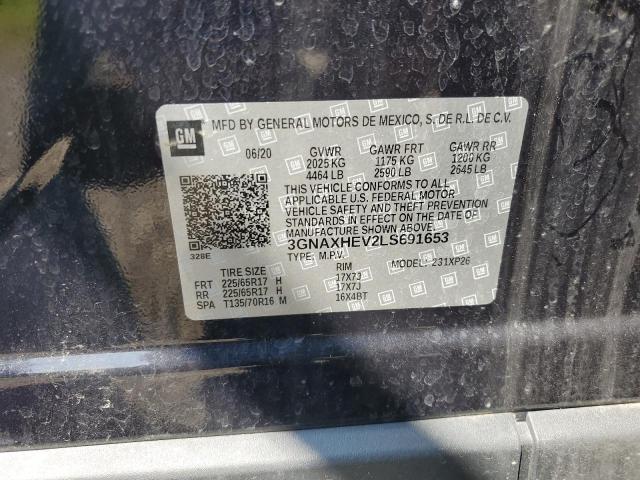 GM
MFD BY GENERAL MOTORS DE MEXICO, S. DE R.L. DE C.V.
06/20 GVWR GAWR FRT GAWR RR
2025 KG 1175 KG 1200 KG
4464 LB 2590 LB 2645 LB
THIS VEHICLE CONFORMS TO ALL
APPLICABLE U.S. FEDERAL MOTOR
VEHICLE SAFETY AND THEFT PREVENTION
STANDARDS IN EFFECT ON THE DATE OF
MANUFACTURE SHOWN ABOVE.
3GNAXHEV2LS691653
328E
TYPE: M.P.V. MODEL: 231XP26
TIRE SIZE RIM
FRT 225/65R17 H 17X7J
RR 225/65R17 H 17X7J
SPA T135/70R16 M 16X4BT